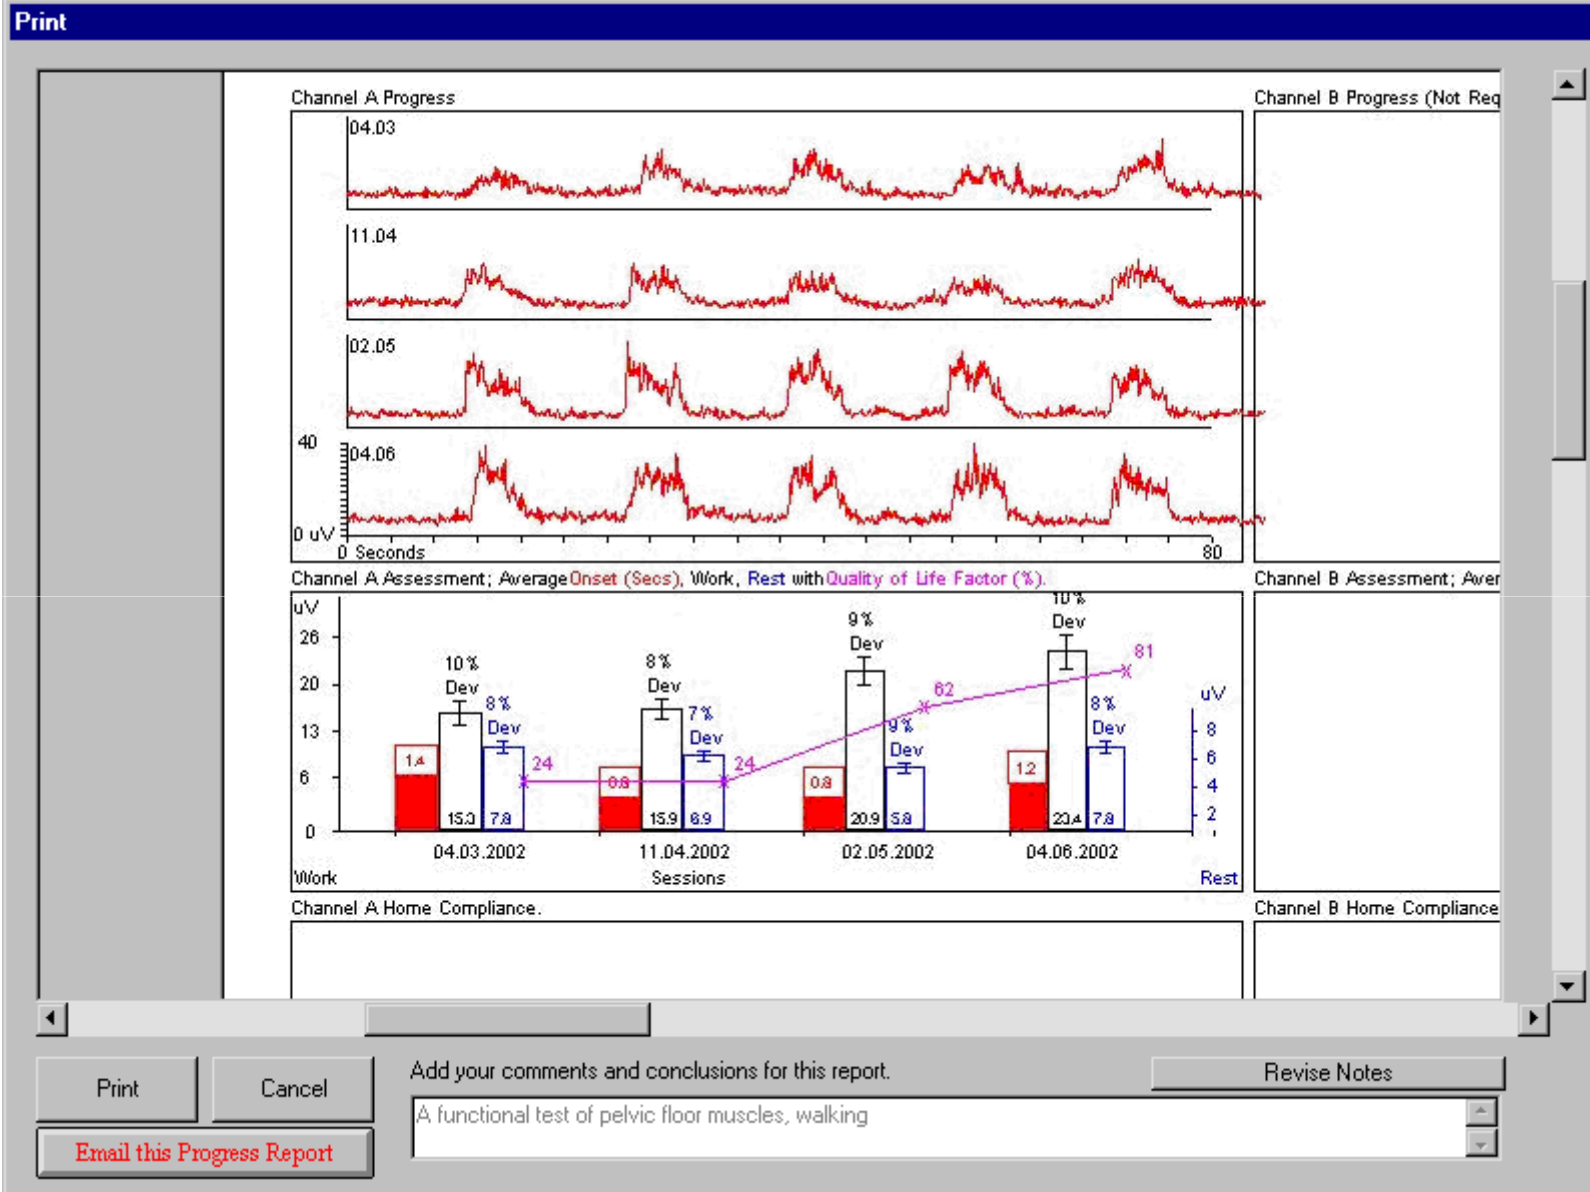 Print
Channel A Progress
Channel B Progress (Not Req
04.03
11.04
02.05
40
04.06
0 uV
0 Seconds
80
Channel A Assessment; Average Onset (Secs), Work, Rest with Quality of Life Factor (%).
Channel B Assessment; Aver
uV
26
20
13
6
0
10%
Dev
8%
Dev
1.4
15.3
7.8
24
8%
Dev
7%
Dev
0.8
15.9
6.9
24
9%
Dev
9%
Dev
0.8
20.9
5.8
62
10%
Dev
8%
Dev
1.2
23.4
7.8
81
uV
8
6
4
2
04.03.2002
11.04.2002
02.05.2002
04.06.2002
Work
Sessions
Rest
Channel A Home Compliance.
Channel B Home Compliance
Print
Cancel
Add your comments and conclusions for this report.
Revise Notes
A functional test of pelvic floor muscles, walking
Email this Progress Report